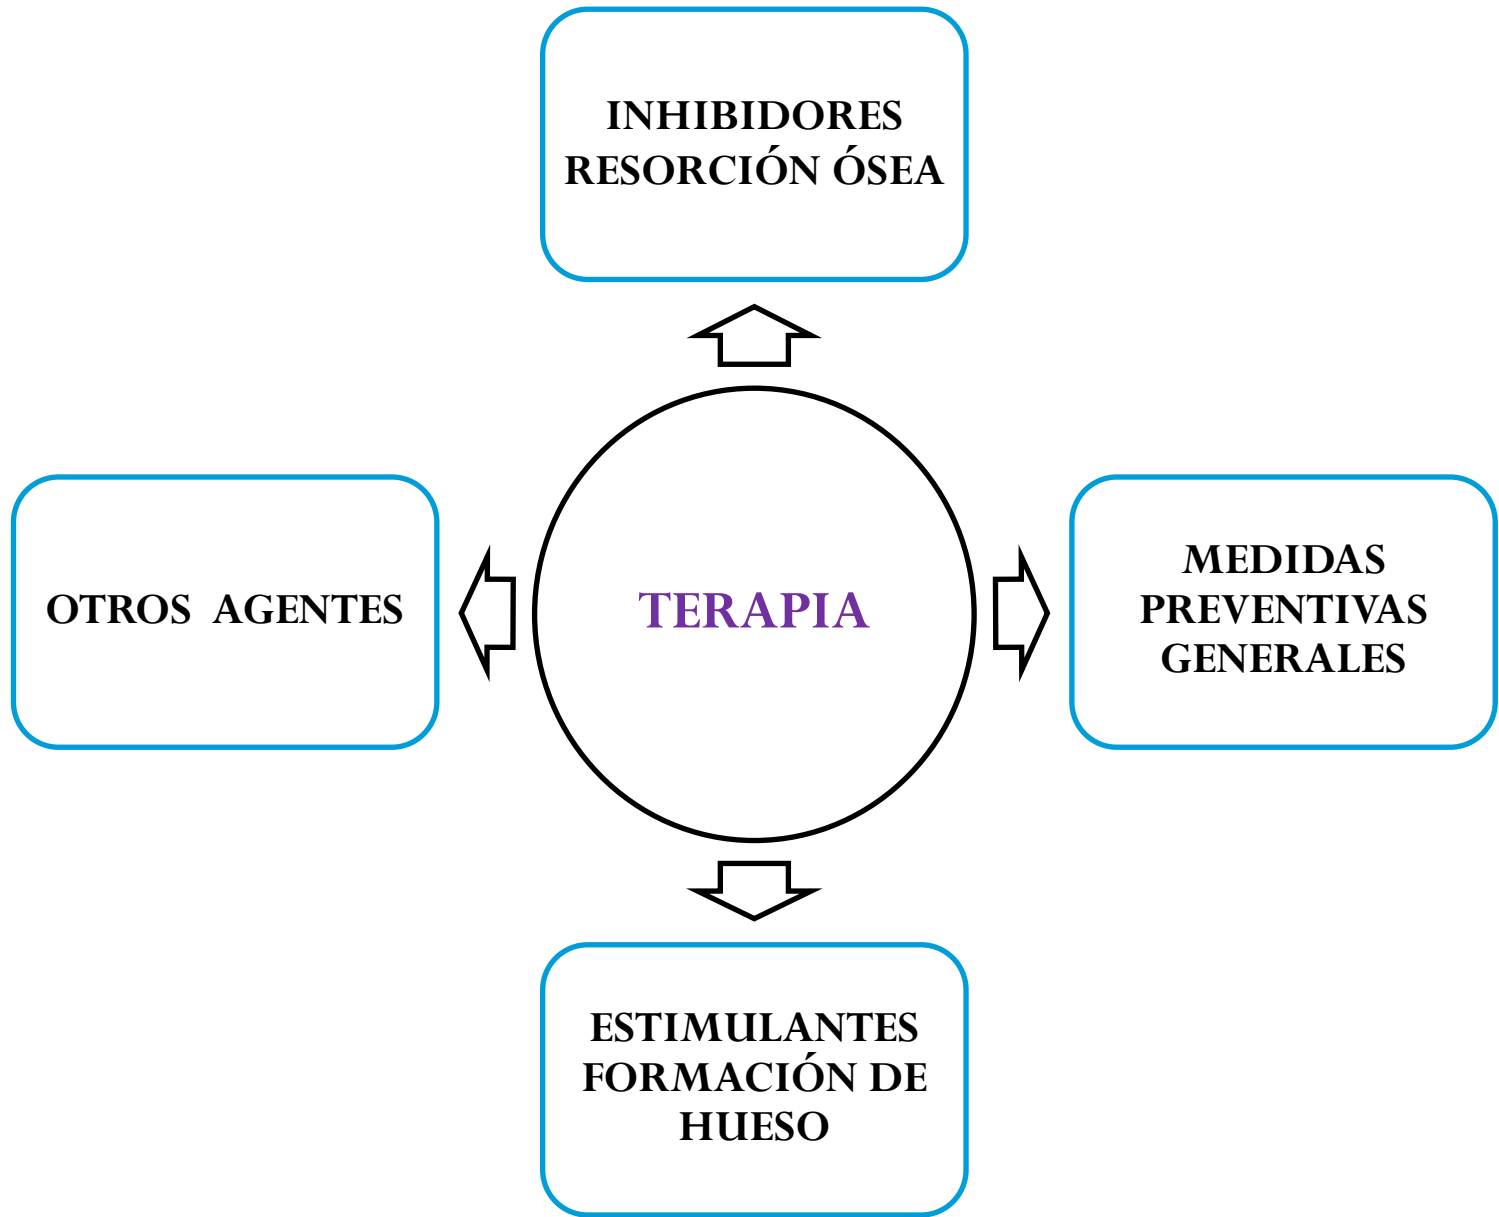 INHIBIDORES
RESORCIÓN ÓSEA
OTROS AGENTES
TERAPIA
MEDIDAS
PREVENTIVAS
GENERALES
ESTIMULANTES
FORMACIÓN DE
HUESO